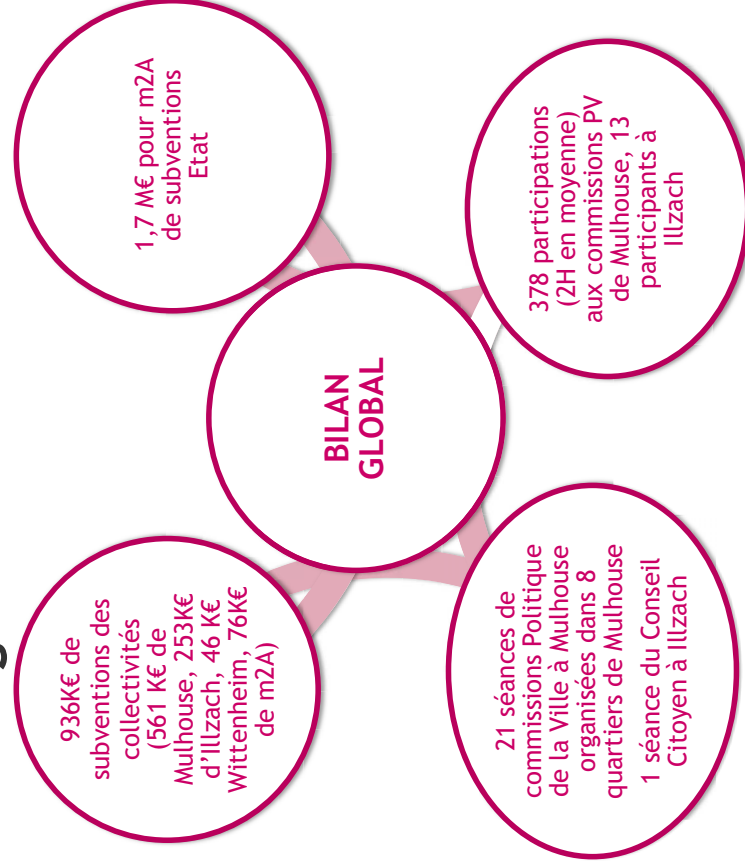 936K€ de
subventions des
collectivités
(561 K€ de
Mulhouse, 253K€
d'Illzach, 46 K€
Wittenheim, 76K€
de m2A)
1,7 M€ pour m2A
de subventions
Etat
BILAN
GLOBAL
21 séances de
commissions Politique
de la Ville à Mulhouse
organisées dans 8
quartiers de Mulhouse
1 séance du Conseil
Citoyen à Illzach
378 participations
(2H en moyenne)
aux commissions PV
de Mulhouse, 13
participants à
Illzach